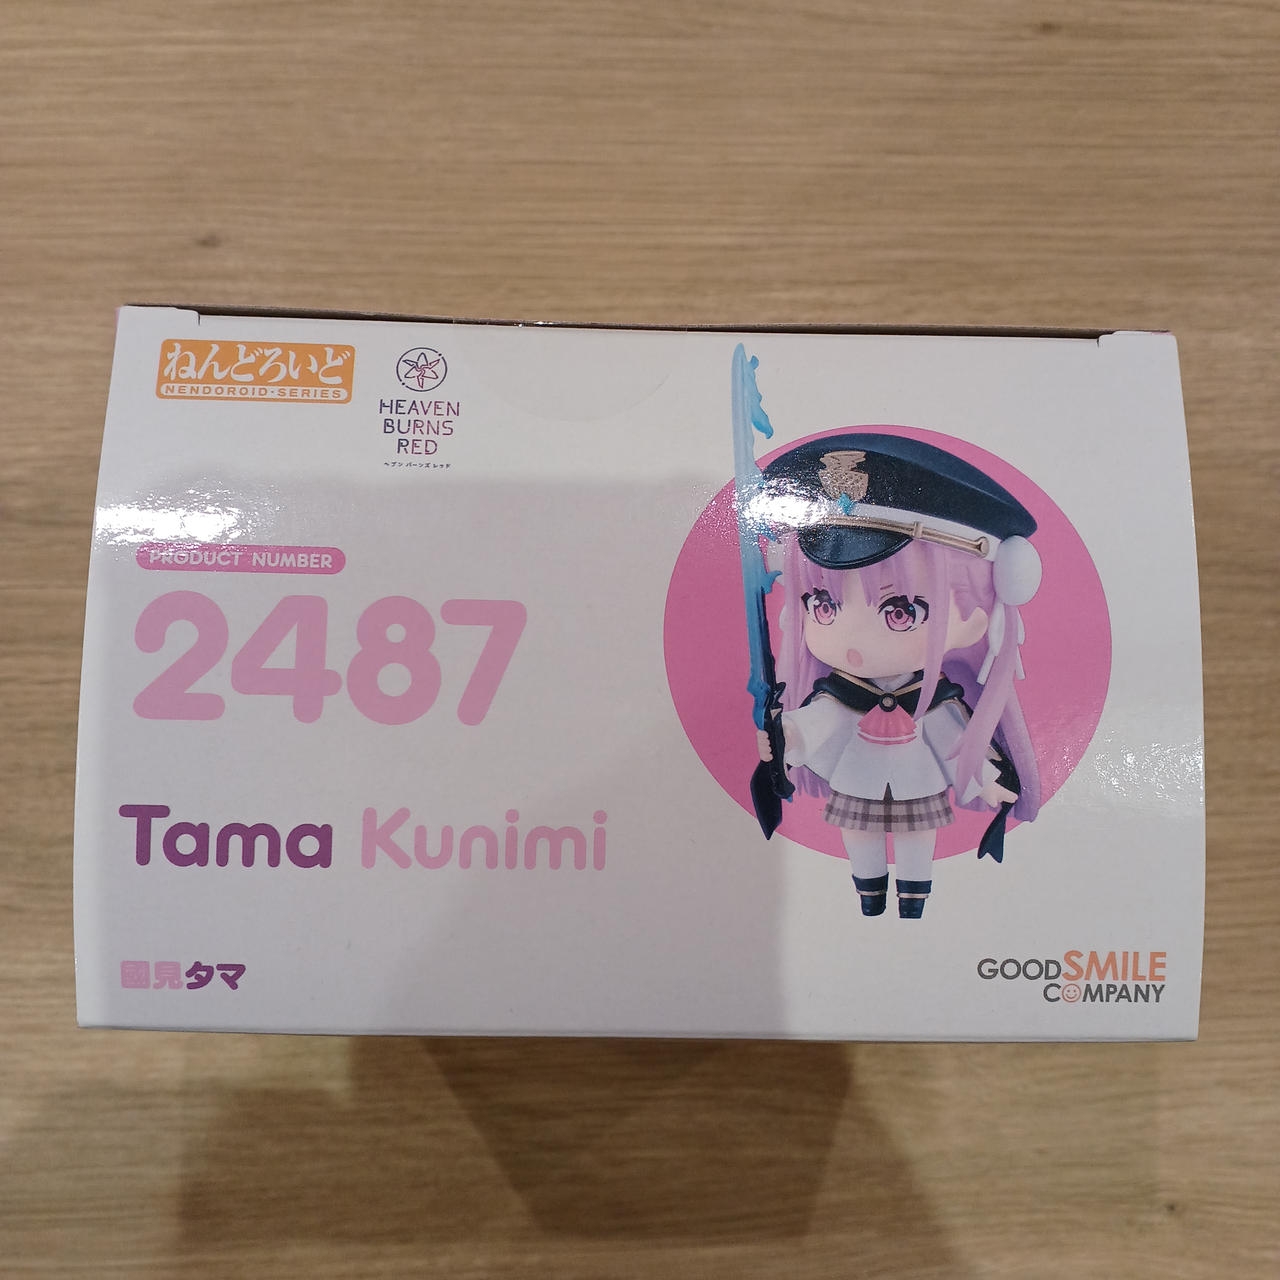 ねんどろいど
NENDOROID·SERIES
HEAVEN
BURNS
RED
ヘブン バーンズ レッド
PRODUCT NUMBER
2487
Tama Kunimi
國見タマ
GOODSMILE
COMPANY